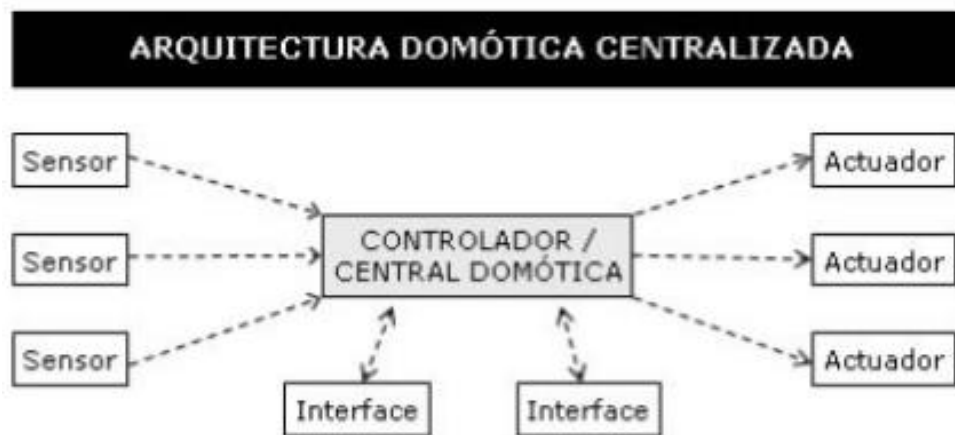 ARQUITECTURA DOMÓTICA CENTRALIZADA
Sensor
Actuador
CONTROLADOR /
CENTRAL DOMÓTICA
Sensor
Actuador
Sensor
Actuador
Interface
Interface